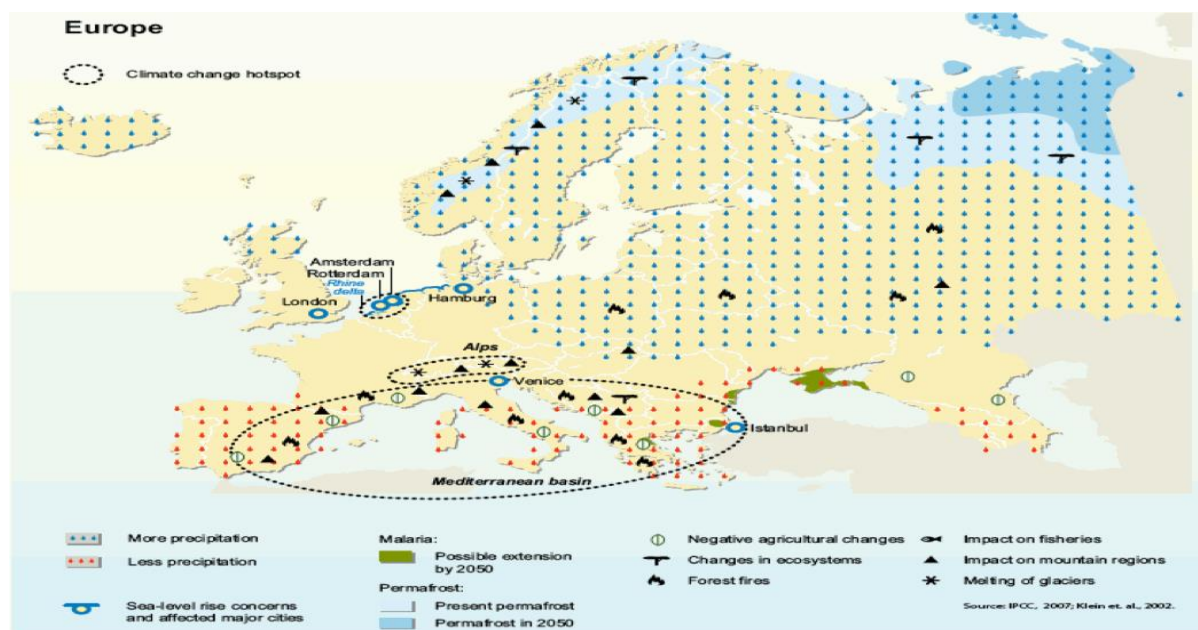 Europe
Climate change hotspot
Amsterdam
Rotterdam
Rhine
delta
London
Hamburg
Alps
Venice
Istanbul
Mediterranean basin
More precipitation
Less precipitation
Sea-level rise concerns
and affected major cities
Malaria:
Possible extension
by 2050
Permafrost:
Present permafrost
Permafrost in 2050
Negative agricultural changes
Changes in ecosystems
Forest fires
Impact on fisheries
Impact on mountain regions
Melting of glaciers
Source: IPCC, 2007; Klein et. al., 2002.